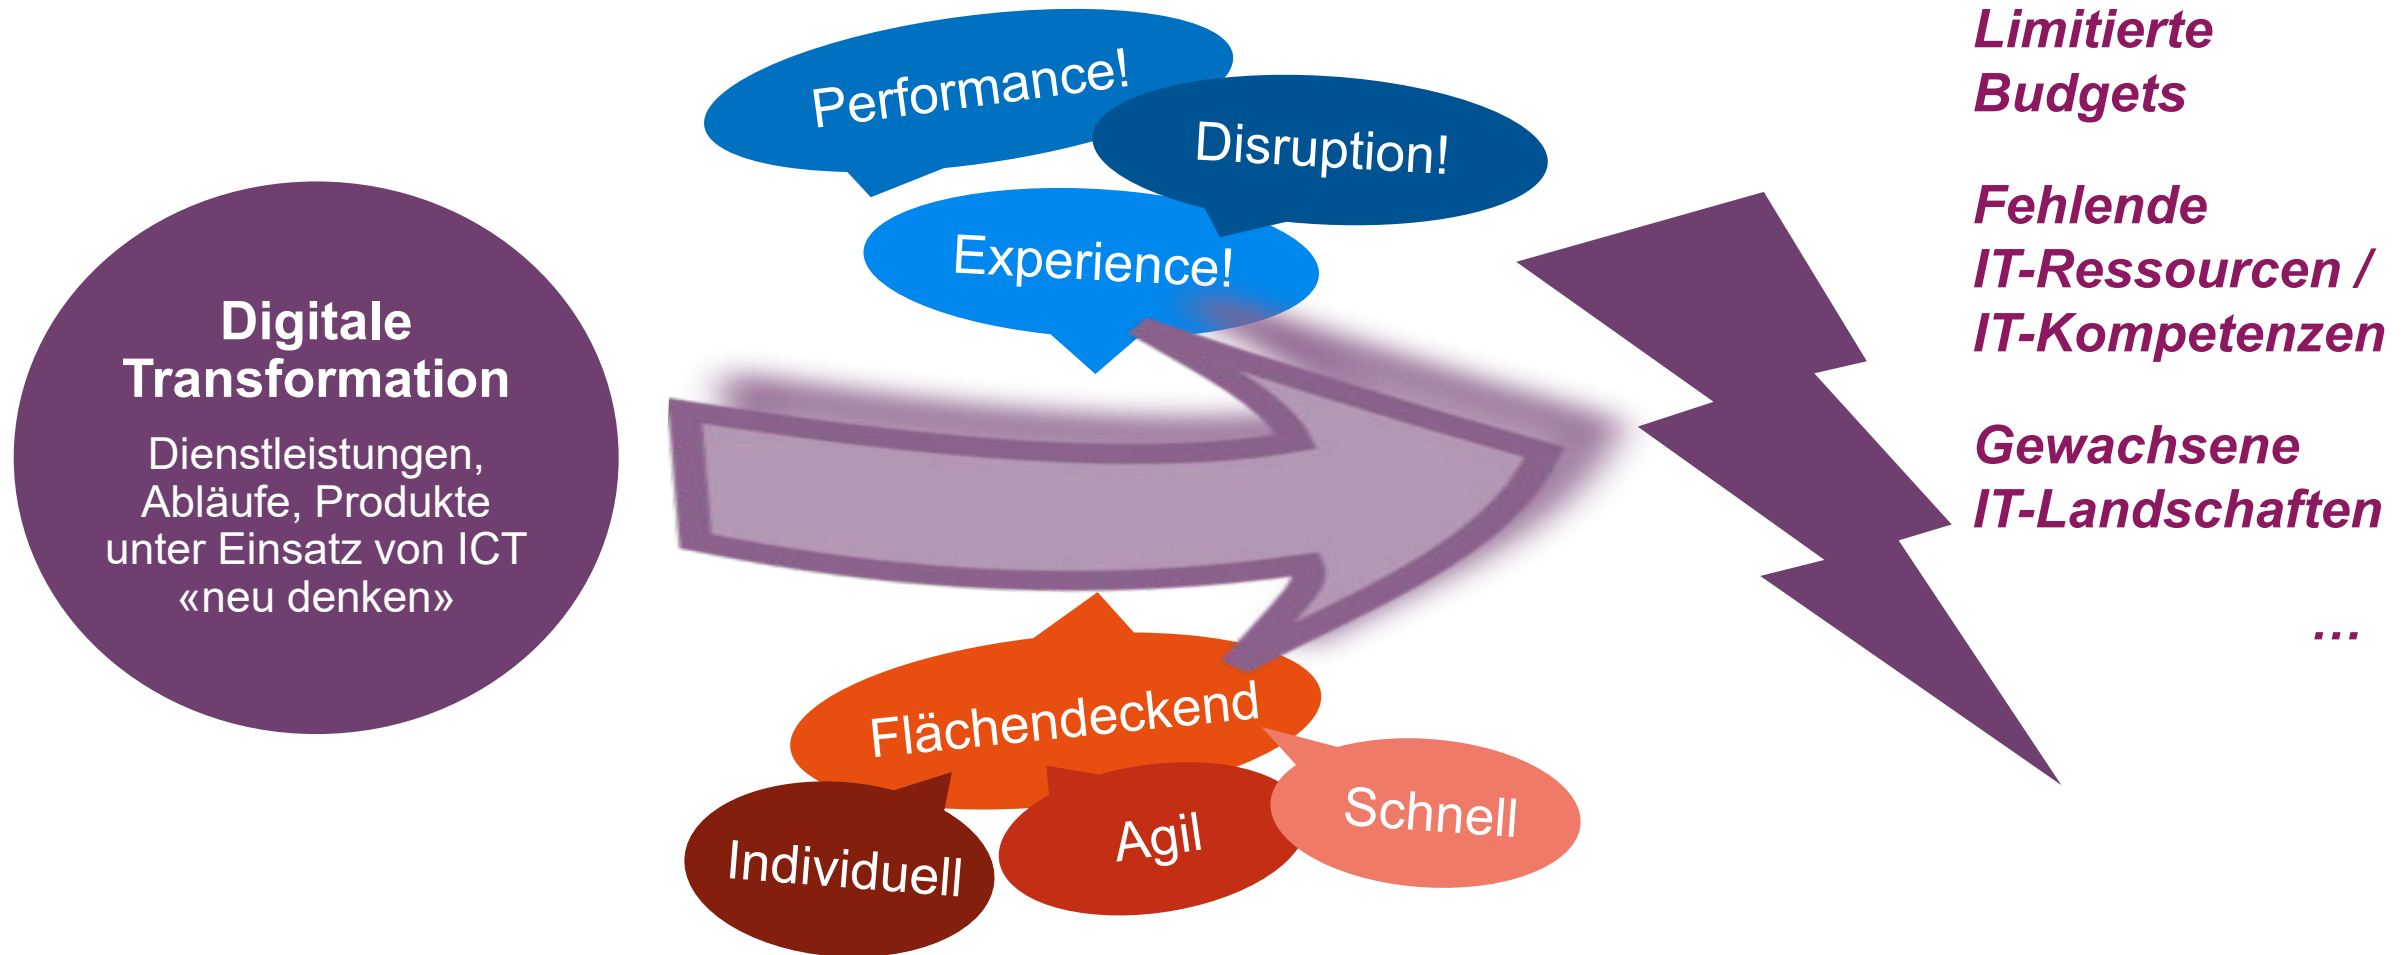 Digitale
Transformation
Dienstleistungen,
Abläufe, Produkte
unter Einsatz von ICT
«neu denken»
Performance!
Disruption!
Experience!
Flächendeckend
Individuell
Agil
Schnell
Limitierte
Budgets
Fehlende
IT-Ressourcen /
IT-Kompetenzen
Gewachsene
IT-Landschaften
...